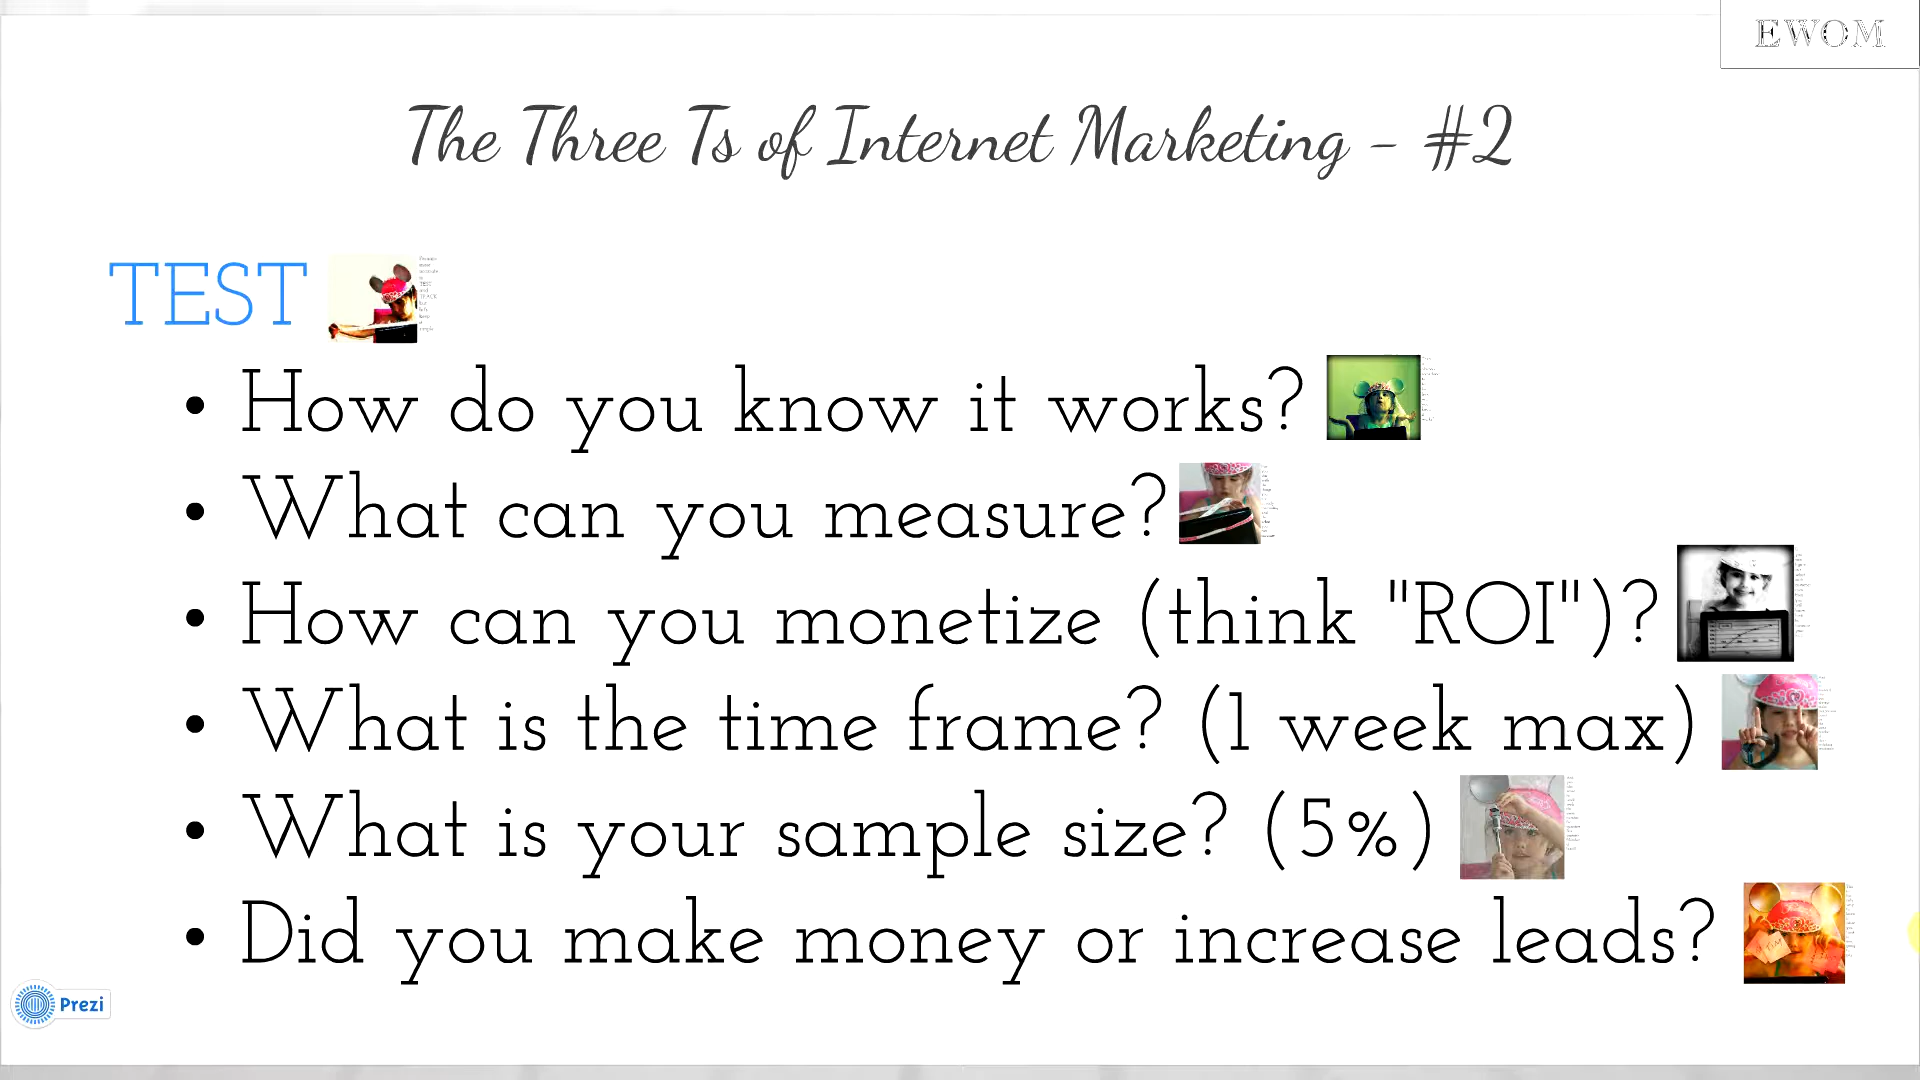 EWOM
The Three Ts of Internet Marketing - #2
TEST
• How do you know it works?
• What can you measure?
• How can you monetize (think "ROI")?
• What is the time frame? (1 week max)
• What is your sample size? (5%)
• Did you make money or increase leads?
Prezi